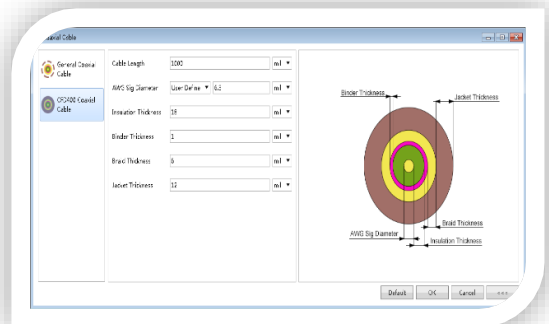 Coaxial Cable
General Coaxial
Cable
Coaxial
Cable
Cable Length 1000 mil
AWG Sig Diameter User Define 6.3 mil
Insulation Thickness 18 mil
Binder Thickness 1 mil
Braid Thickness 6 mil
Jacket Thickness 12 mil
Binder Thickness
Jacket Thickness
Braid Thickness
AWG Sig Diameter
Insulation Thickness
Default OK Cancel <<<